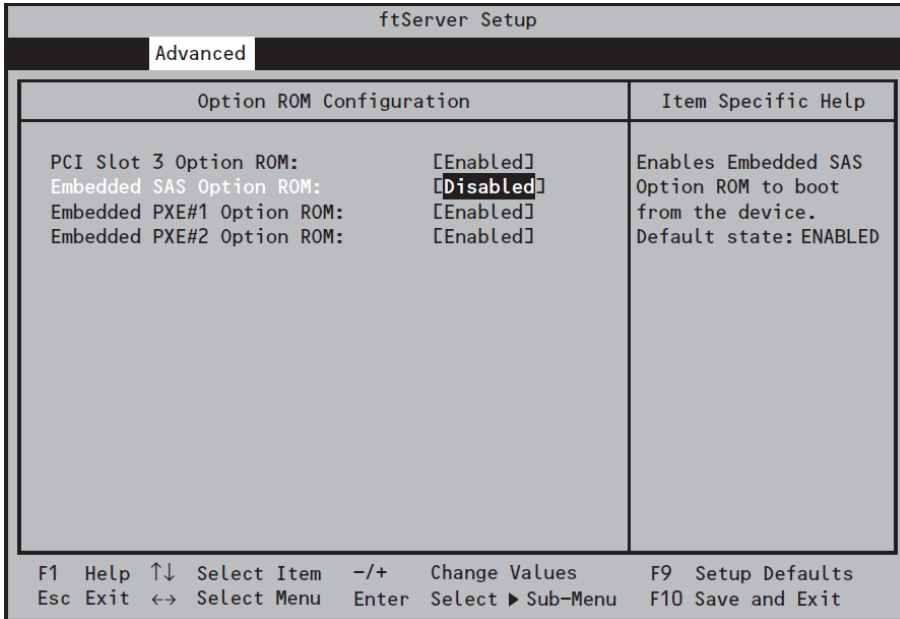 ftServer Setup
Advanced
Option ROM Configuration
Item Specific Help
PCI Slot 3 Option ROM: [Enabled]
Embedded SAS Option ROM: [Disabled]
Embedded PXE#1 Option ROM: [Enabled]
Embedded PXE#2 Option ROM: [Enabled]
Enables Embedded SAS
Option ROM to boot
from the device.
Default state: ENABLED
F1 Help ↑↓ Select Item -/+ Change Values F9 Setup Defaults
Esc Exit ↔ Select Menu Enter Select ▶ Sub-Menu F10 Save and Exit